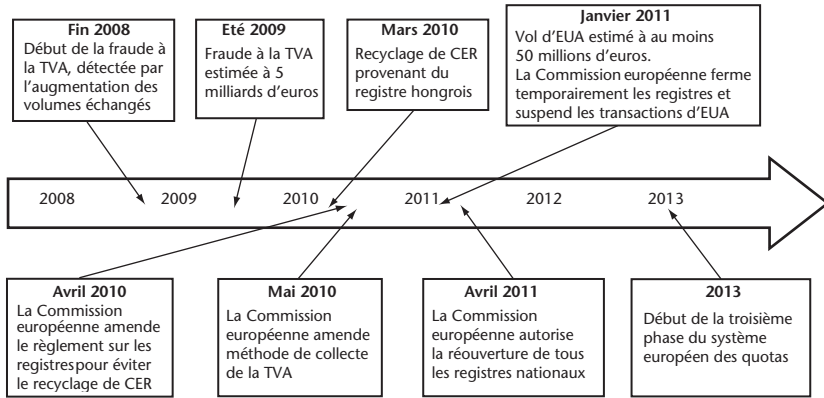 Fin 2008
Début de la fraude à
la TVA, détectée par
l'augmentation des
volumes échangés
Eté 2009
Fraude à la TVA
estimée à 5
milliards d'euros
Mars 2010
Recyclage de CER
provenant du
registre hongrois
Janvier 2011
Vol d'EUA estimé à au moins
50 millions d'euros.
La Commission européenne ferme
temporairement les registres et
suspend les transactions d'EUA
2008 2009 2010 2011 2012 2013
Avril 2010
La Commission
européenne amende
le règlement sur les
registrespour éviter
le recyclage de CER
Mai 2010
La Commission
européenne amende
méthode de collecte
de la TVA
Avril 2011
La Commission
européenne autorise
la réouverture de tous
les registres nationaux
2013
Début de la troisième
phase du système
européen des quotas